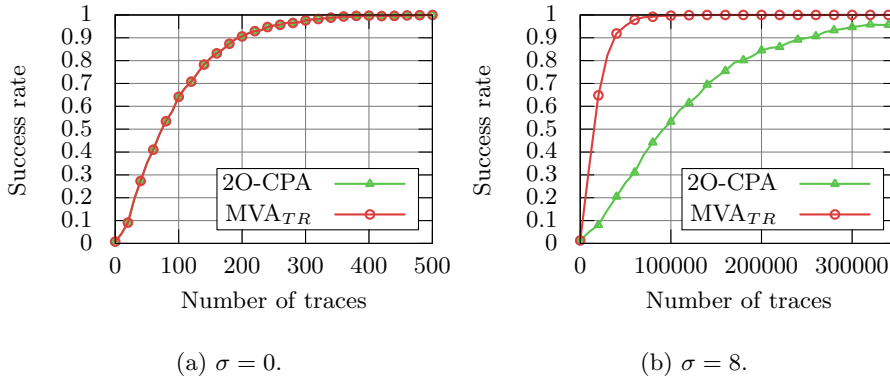 Success rate
1
0.9
0.8
0.7
0.6
0.5
0.4
0.3
0.2
0.1
0
2O-CPA
MVA_TR
0 100 200 300 400 500
Number of traces
(a) σ = 0.
Success rate
1
0.9
0.8
0.7
0.6
0.5
0.4
0.3
0.2
0.1
0
2O-CPA
MVA_TR
0 100000 200000 300000
Number of traces
(b) σ = 8.